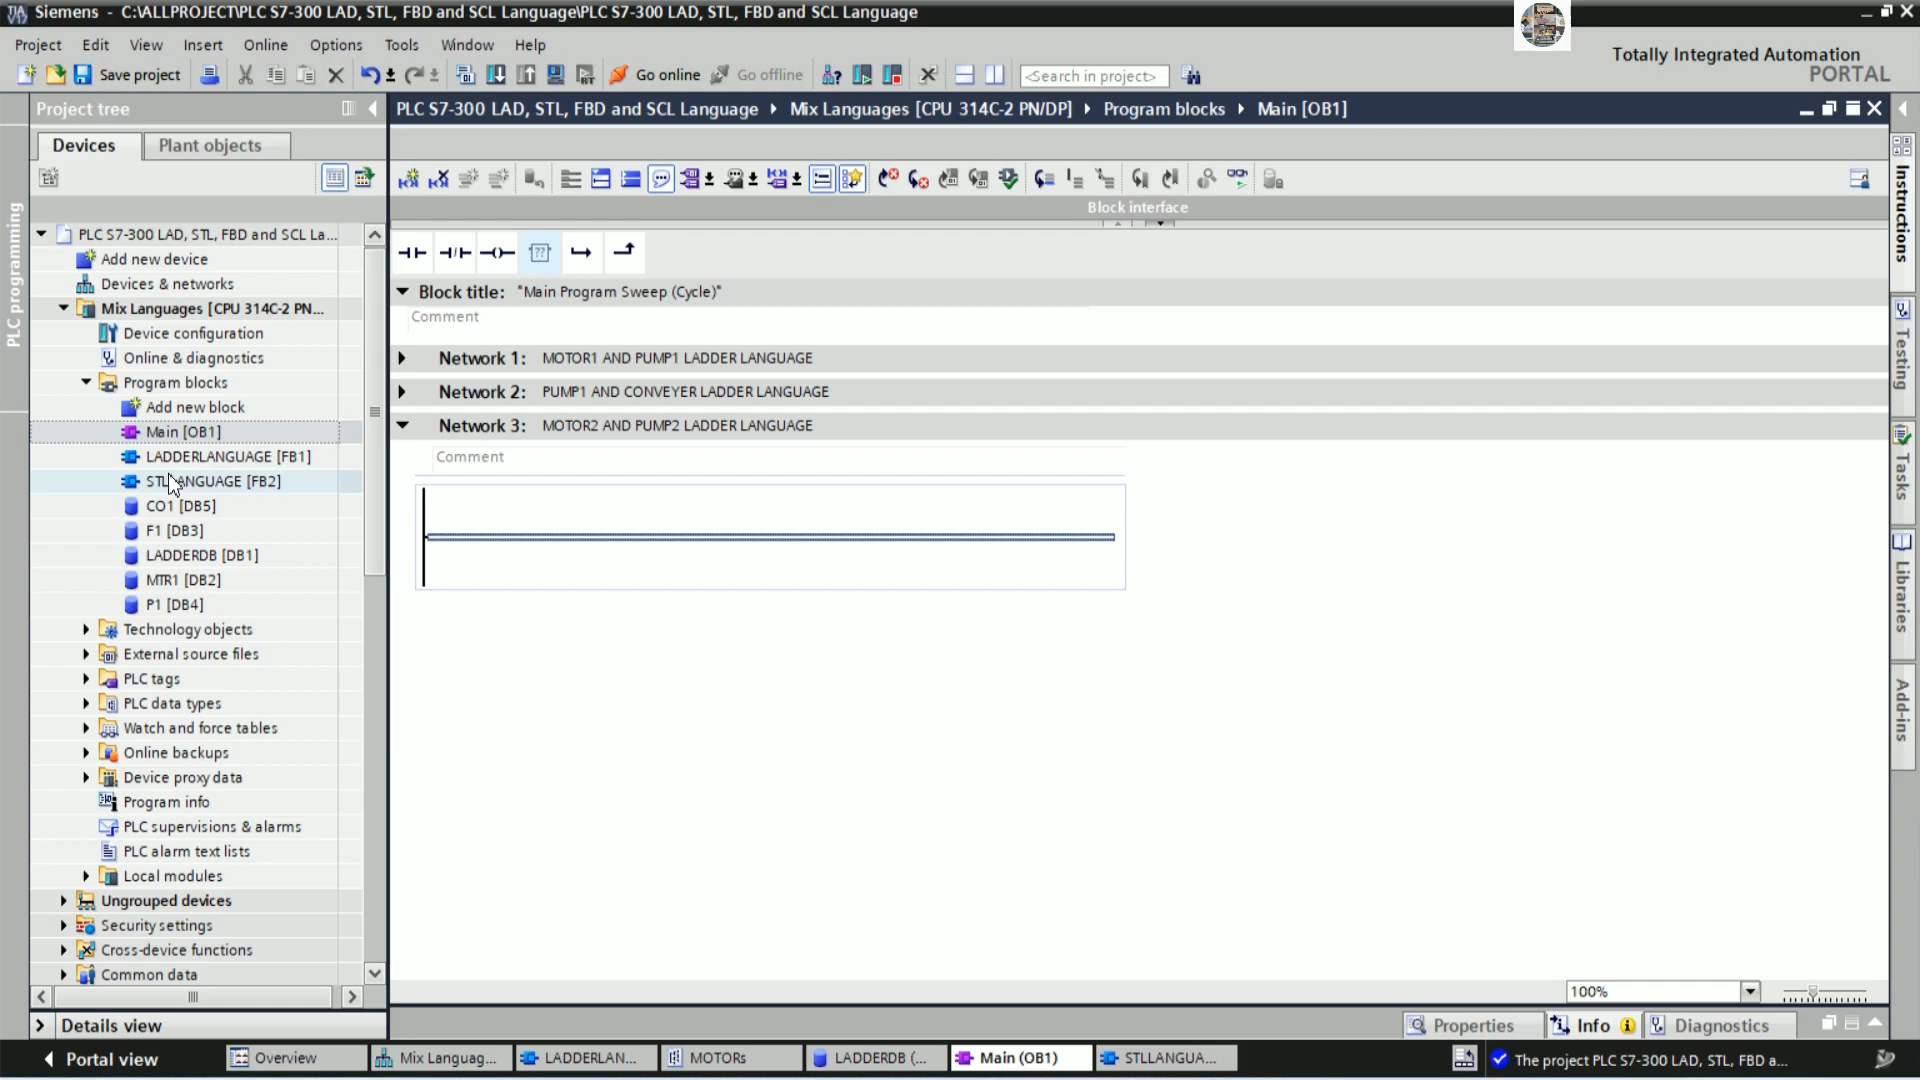 Siemens - C:\ALLPROJECT\PLC S7-300 LAD, STL, FBD and SCL Language\PLC S7-300 LAD, STL, FBD and SCL Language
Project Edit View Insert Online Options Tools Window Help
Totally Integrated Automation
PORTAL
Save project Go online Go offline <Search in project>
Project tree
PLC S7-300 LAD, STL, FBD and SCL Language Mix Languages [CPU 314C-2 PN/DP] Program blocks Main [OB1]
Devices Plant objects
Block interface
PLC programming
PLC S7-300 LAD, STL, FBD and SCL La...
Add new device
Devices & networks
Mix Languages [CPU 314C-2 PN...
Device configuration
Online & diagnostics
Program blocks
Add new block
Main [OB1]
LADDERLANGUAGE [FB1]
[FB2]
CO1 [DB5]
F1 [DB3]
LADDERDB [DB1]
MTR1 [DB2]
P1 [DB4]
Technology objects
External source files
PLC tags
PLC data types
Watch and force tables
Online backups
Device proxy data
Program info
PLC supervisions & alarms
PLC alarm text lists
Local modules
Ungrouped devices
Security settings
Cross-device functions
Common data
Details view
??
Block title: "Main Program Sweep (Cycle)"
Comment
Network 1: MOTOR1 AND PUMP1 LADDER LANGUAGE
Network 2: PUMP1 AND CONVEYER LADDER LANGUAGE
Network 3: MOTOR2 AND PUMP2 LADDER LANGUAGE
Comment
100%
Properties Info Diagnostics
Instructions
Testing
Tasks
Libraries
Add-ins
Portal view Overview Mix Languag... LADDERLAN... MOTORs LADDERDB (... Main (OB1) STLLANGUA... The project PLC S7-300 LAD, STL, FBD a...